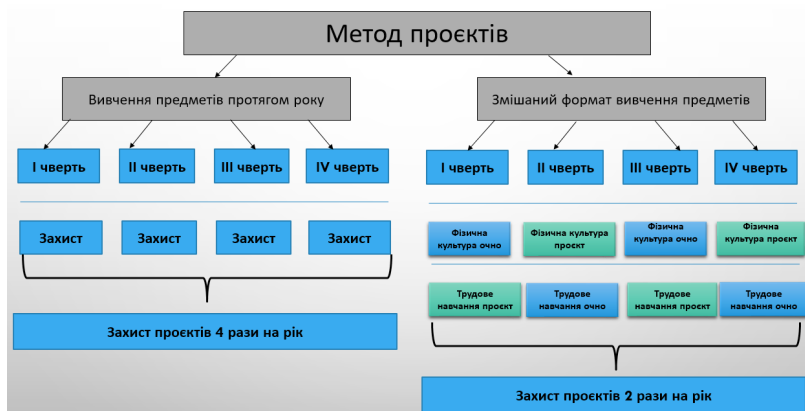 Метод проєктів
Вивчення предметів протягом року
Змішаний формат вивчення предметів
I чверть
II чверть
III чверть
IV чверть
I чверть
II чверть
III чверть
IV чверть
Захист
Захист
Захист
Захист
Фізична
культура очно
Фізична культура
проєкт
Фізична
культура очно
Фізична
культура проєкт
Трудове
навчання проєкт
Трудове
навчання очно
Трудове
навчання проєкт
Трудове
навчання очно
Захист проєктів 4 рази на рік
Захист проєктів 2 рази на рік